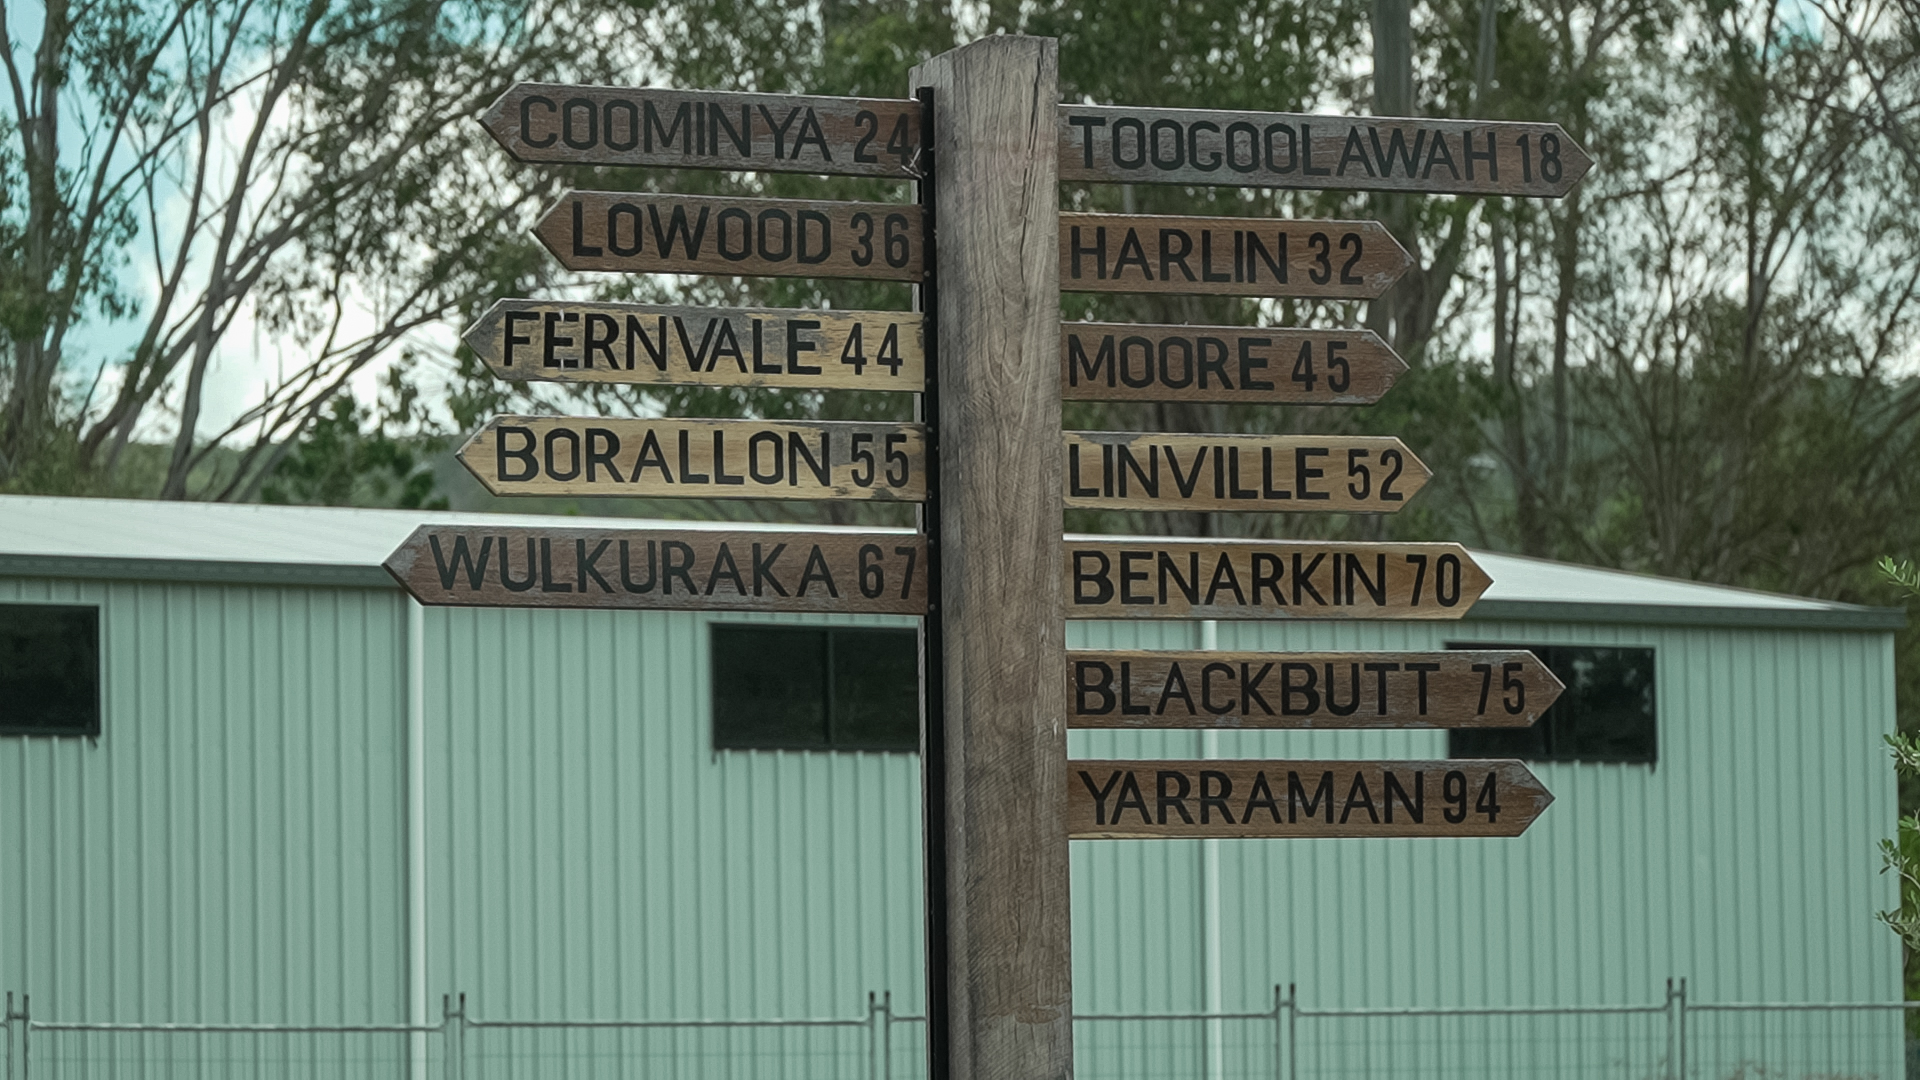 COOMINYA 24
LOWOOD 36
FERNVALE 44
BORALLON 55
WULKURAKA 67
TOOGOOLAWAH 18
HARLIN 32
MOORE 45
LINVILLE 52
BENARKIN 70
BLACKBUTT 75
YARRAMAN 94